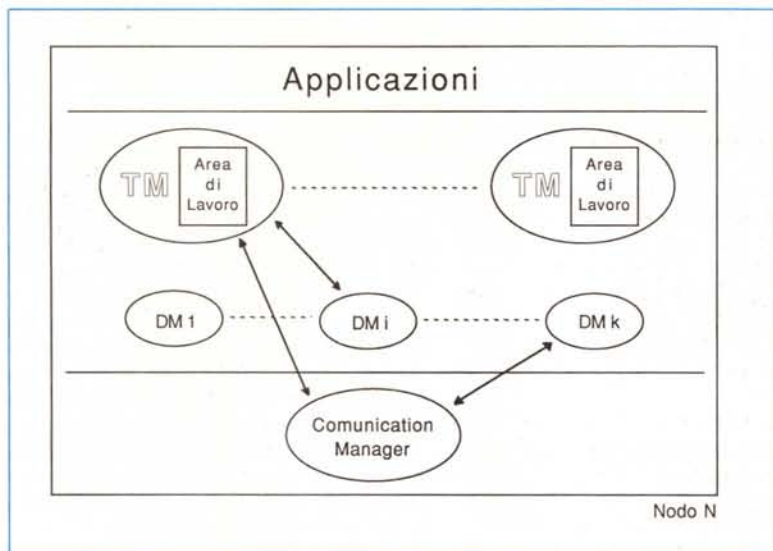 Applicazioni
TM
Area
di
Lavoro
TM
Area
di
Lavoro
DM 1
DM i
DM k
Comunication
Manager
Nodo N